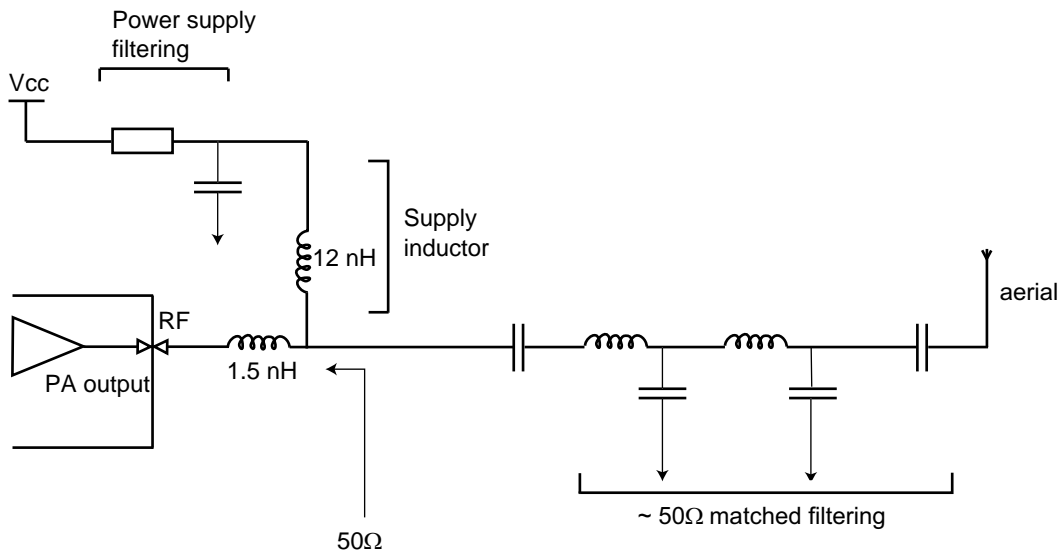 Power supply
filtering
Vcc
Supply
inductor
12 nH
aerial
RF
1.5 nH
PA output
~ 50Ω matched filtering
50Ω